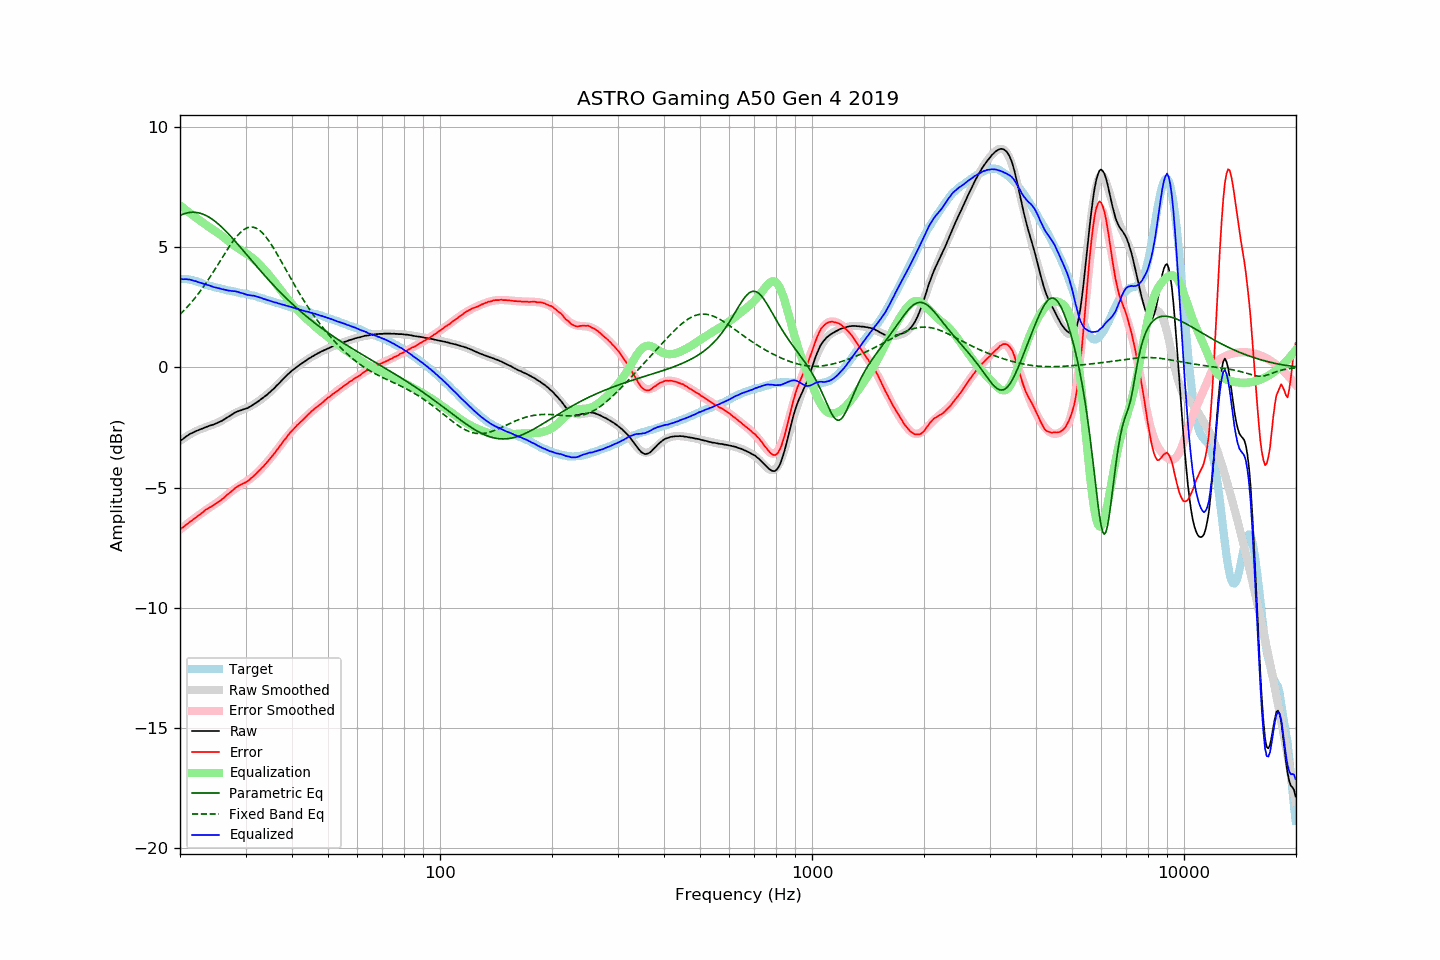 ASTRO Gaming A50 Gen 4 2019
10
5
0
−5
−10
−15
−20
Amplitude (dBr)
Target
Raw Smoothed
Error Smoothed
Raw
Error
Equalization
Parametric Eq
Fixed Band Eq
Equalized
100
1000
10000
Frequency (Hz)